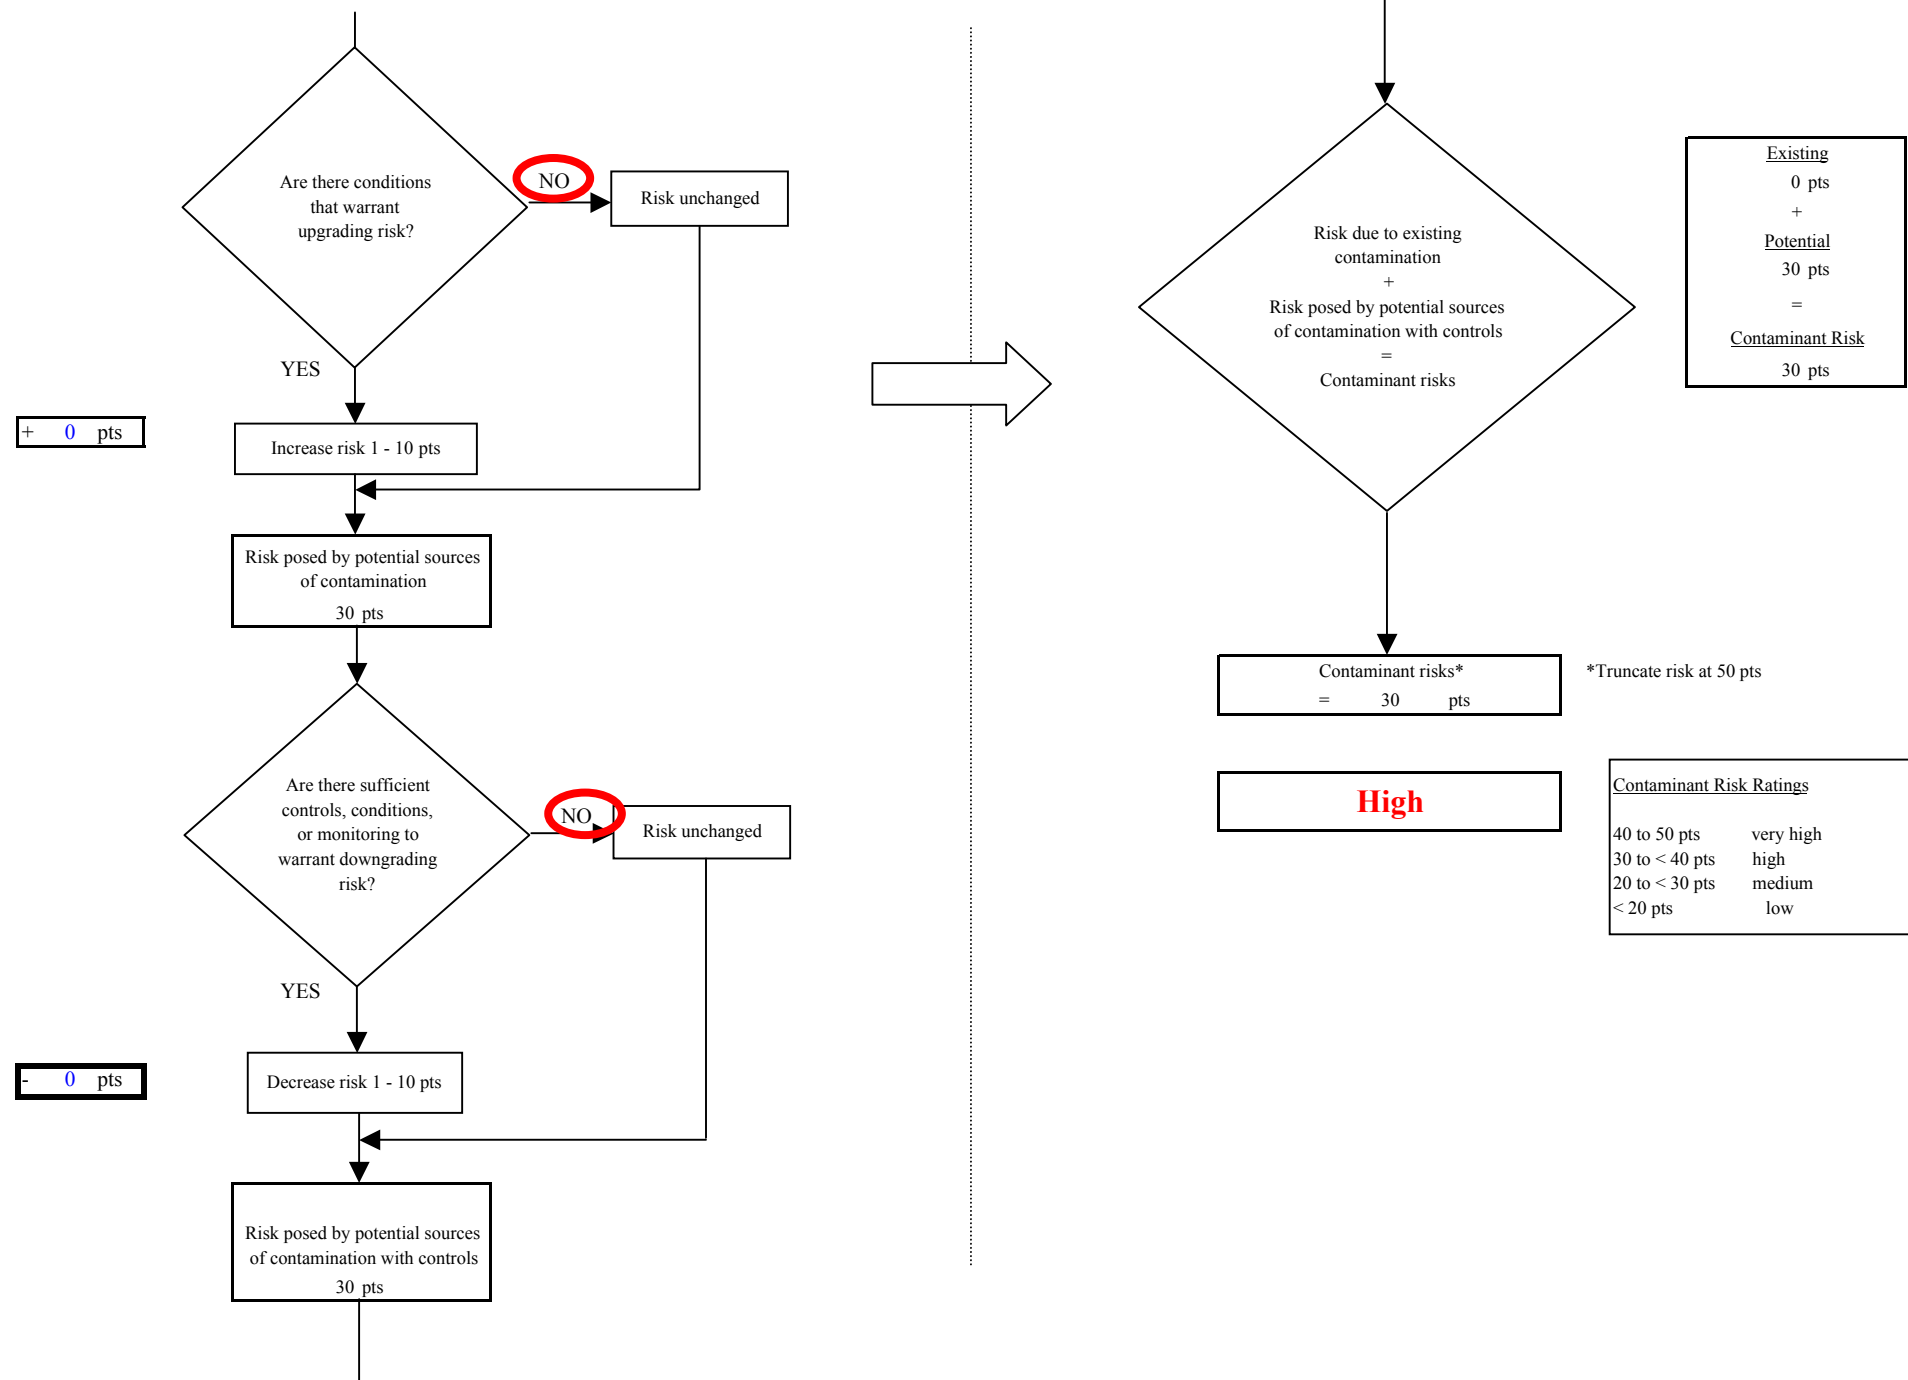 Are there conditions
that warrant
upgrading risk?
NO
Risk unchanged
YES
+ 0 pts
Increase risk 1 - 10 pts
Risk posed by potential sources
of contamination
30 pts
Are there sufficient
controls, conditions,
or monitoring to
warrant downgrading
risk?
NO
Risk unchanged
YES
- 0 pts
Decrease risk 1 - 10 pts
Risk posed by potential sources
of contamination with controls
30 pts
Risk due to existing
contamination
+
Risk posed by potential sources
of contamination with controls
=
Contaminant risks
Existing
0 pts
+
Potential
30 pts
=
Contaminant Risk
30 pts
Contaminant risks*
= 30 pts
*Truncate risk at 50 pts
High
Contaminant Risk Ratings
40 to 50 pts very high
30 to < 40 pts high
20 to < 30 pts medium
< 20 pts low